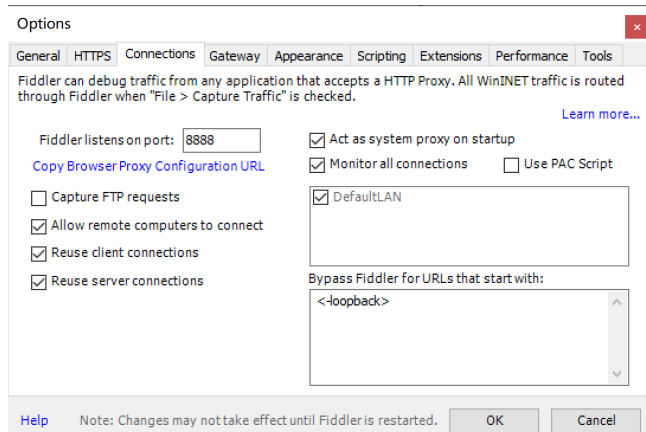 Options
General HTTPS Connections Gateway Appearance Scripting Extensions Performance Tools
Fiddler can debug traffic from any application that accepts a HTTP Proxy. All WinINET traffic is routed
through Fiddler when "File > Capture Traffic" is checked.
Learn more...
Fiddler listens on port: 8888
Copy Browser Proxy Configuration URL
Capture FTP requests
Allow remote computers to connect
Reuse client connections
Reuse server connections
Act as system proxy on startup
Monitor all connections Use PAC Script
DefaultLAN
Bypass Fiddler for URLs that start with:
<-loopback>
Help Note: Changes may not take effect until Fiddler is restarted. OK Cancel